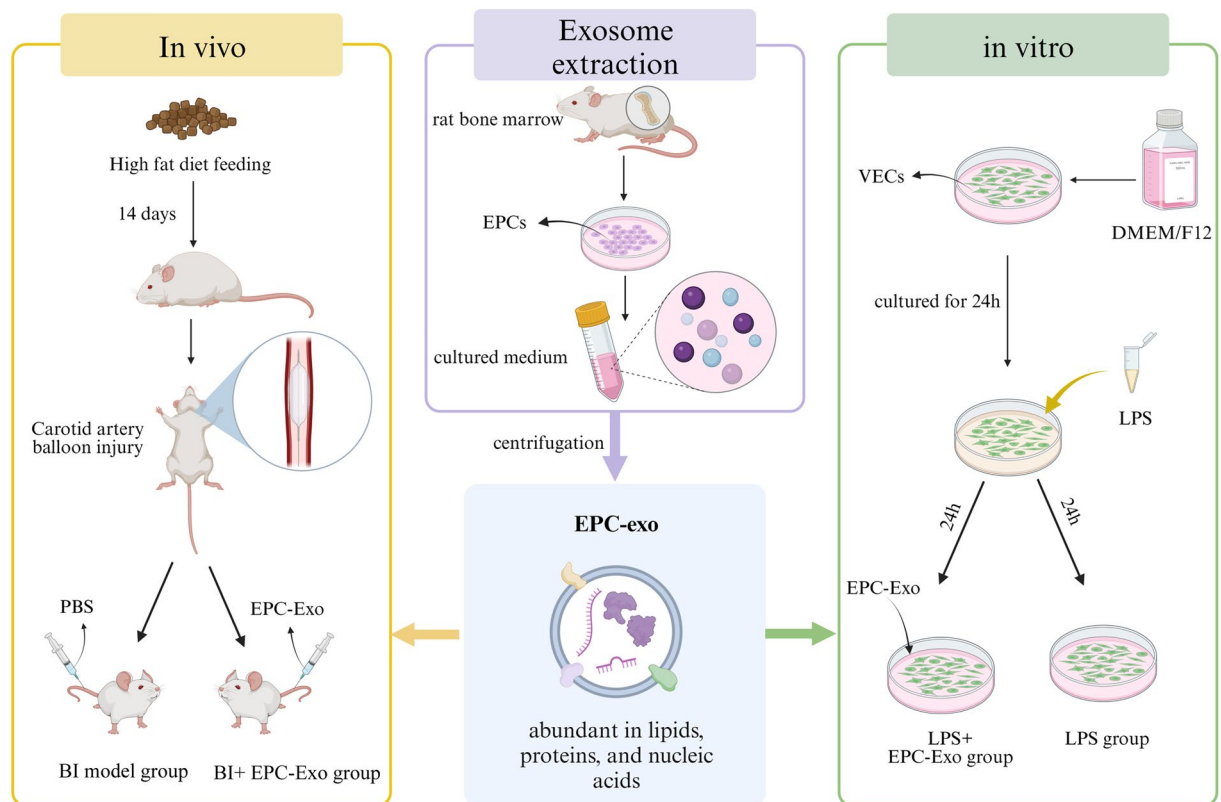 In vivo
High fat diet feeding
14 days
Carotid artery
balloon injury
PBS
EPC-Exo
BI model group
BI+ EPC-Exo group
Exosome
extraction
rat bone marrow
EPCs
cultured medium
centrifugation
EPC-exo
abundant in lipids,
proteins, and nucleic
acids
in vitro
VECs
DMEM/F12
cultured for 24h
LPS
24h
24h
EPC-Exo
LPS+
EPC-Exo group
LPS group